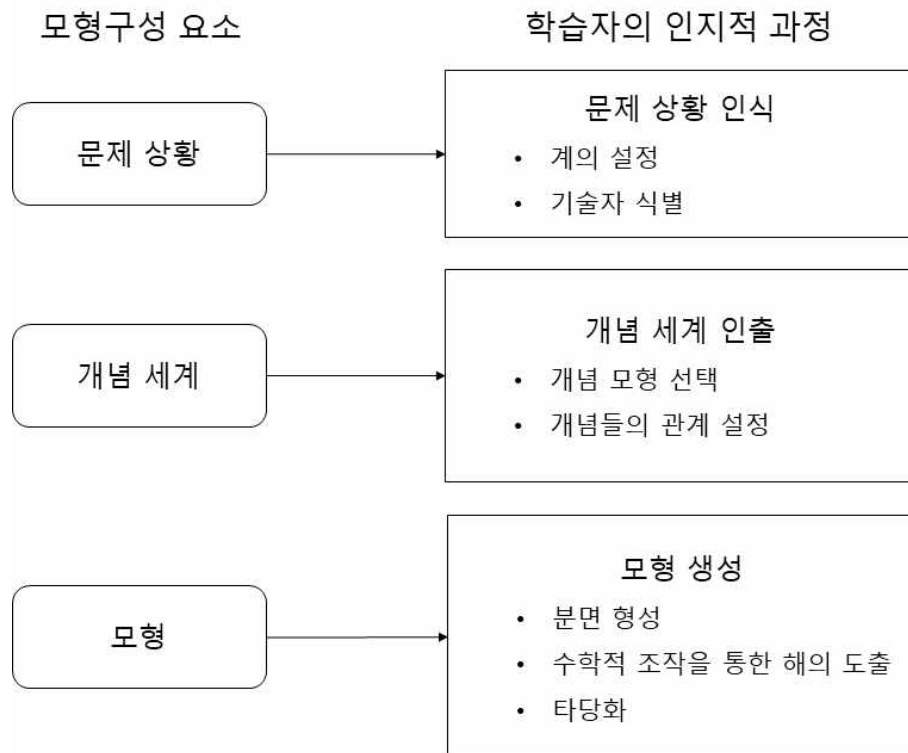 모형구성 요소
학습자의 인지적 과정
문제 상황
문제 상황 인식
• 계의 설정
• 기술자 식별
개념 세계
개념 세계 인출
• 개념 모형 선택
• 개념들의 관계 설정
모형
모형 생성
• 분면 형성
• 수학적 조작을 통한 해의 도출
• 타당화